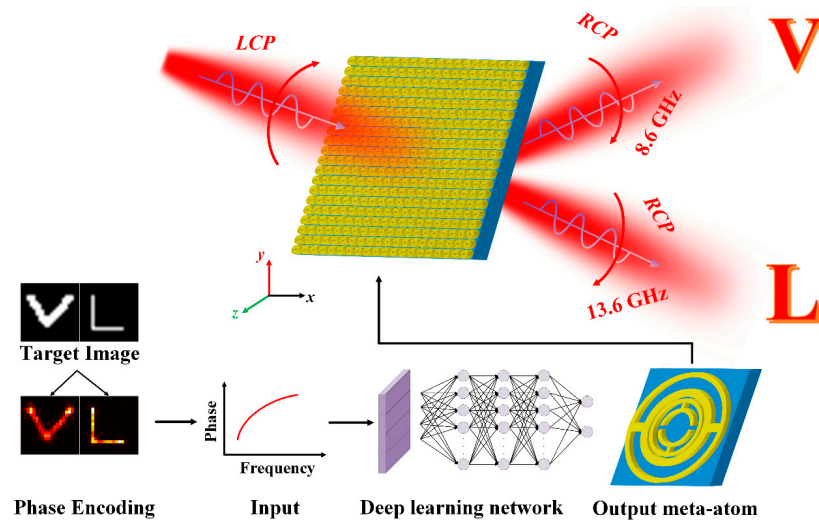 LCP
RCP
V
8.6 GHz
RCP
13.6 GHz
L
y
x
z
Target Image
Phase
Frequency
Phase Encoding
Input
Deep learning network
Output meta-atom